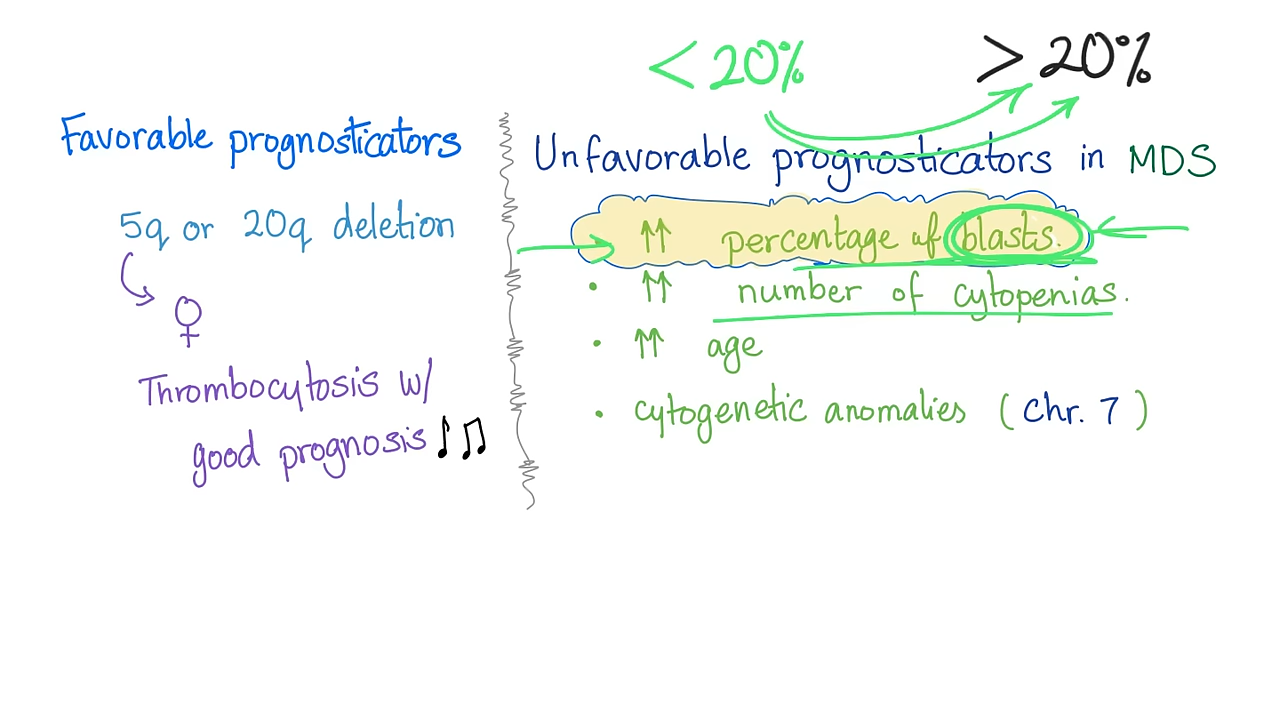 < 20% > 20%
Favorable prognosticators
5q or 20q deletion
♀
Thrombocytosis w/
good prognosis ♪♫
Unfavorable prognosticators in MDS
↑↑ percentage of blasts.
• ↑↑ number of cytopenias.
• ↑↑ age
• cytogenetic anomalies (Chr. 7)